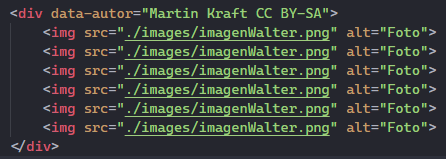 <div data-autor="Martin Kraft CC BY-SA">
<img src="./images/imagenWalter.png" alt="Foto">
<img src="./images/imagenWalter.png" alt="Foto">
<img src="./images/imagenWalter.png" alt="Foto">
<img src="./images/imagenWalter.png" alt="Foto">
<img src="./images/imagenWalter.png" alt="Foto">
<img src="./images/imagenWalter.png" alt="Foto">
</div>